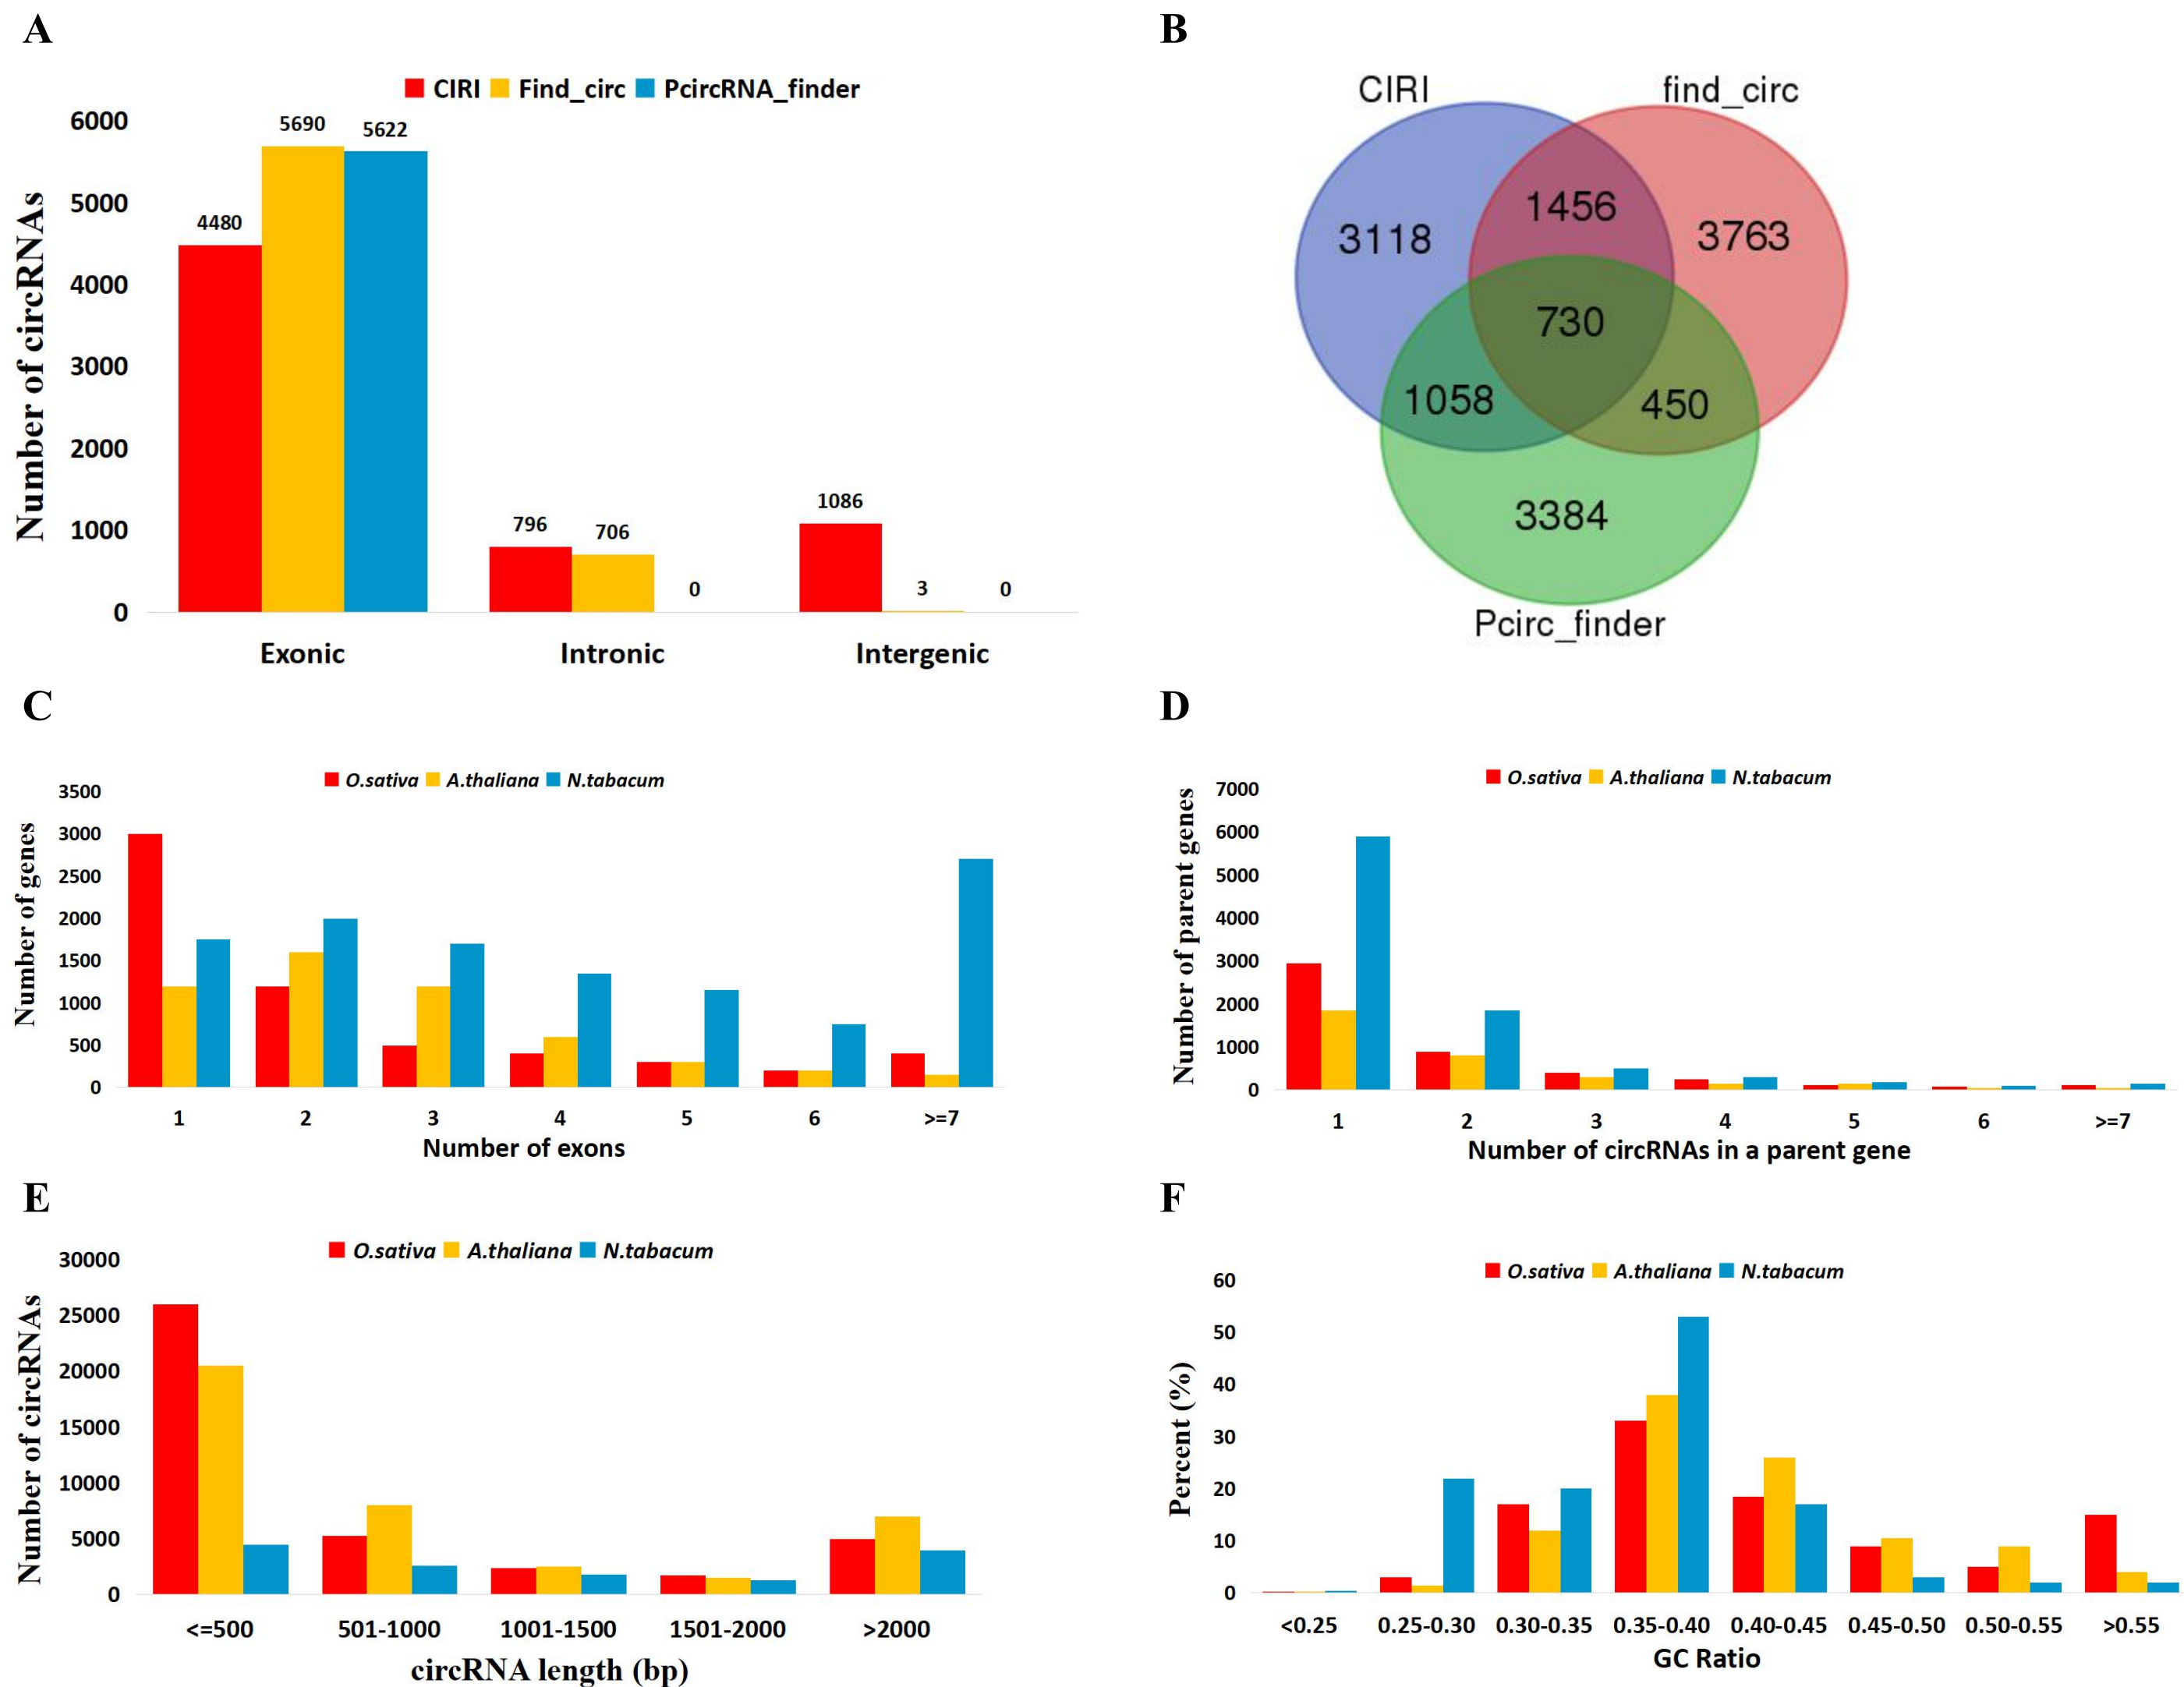 A
CIRI Find_circ PcircRNA_finder
Number of circRNAs
6000
5000
4000
3000
2000
1000
0
4480
5690
5622
796
706
0
1086
3
0
Exonic Intronic Intergenic
B
CIRI find_circ
1456
3118 3763
730
1058 450
3384
Pcirc_finder
C
O.sativa A.thaliana N.tabacum
Number of genes
3500
3000
2500
2000
1500
1000
500
0
1 2 3 4 5 6 >=7
Number of exons
D
O.sativa A.thaliana N.tabacum
Number of parent genes
7000
6000
5000
4000
3000
2000
1000
0
1 2 3 4 5 6 >=7
Number of circRNAs in a parent gene
E
O.sativa A.thaliana N.tabacum
Number of circRNAs
30000
25000
20000
15000
10000
5000
0
<=500 501-1000 1001-1500 1501-2000 >2000
circRNA length (bp)
F
O.sativa A.thaliana N.tabacum
Percent (%)
60
50
40
30
20
10
0
<0.25 0.25-0.30 0.30-0.35 0.35-0.40 0.40-0.45 0.45-0.50 0.50-0.55 >0.55
GC Ratio